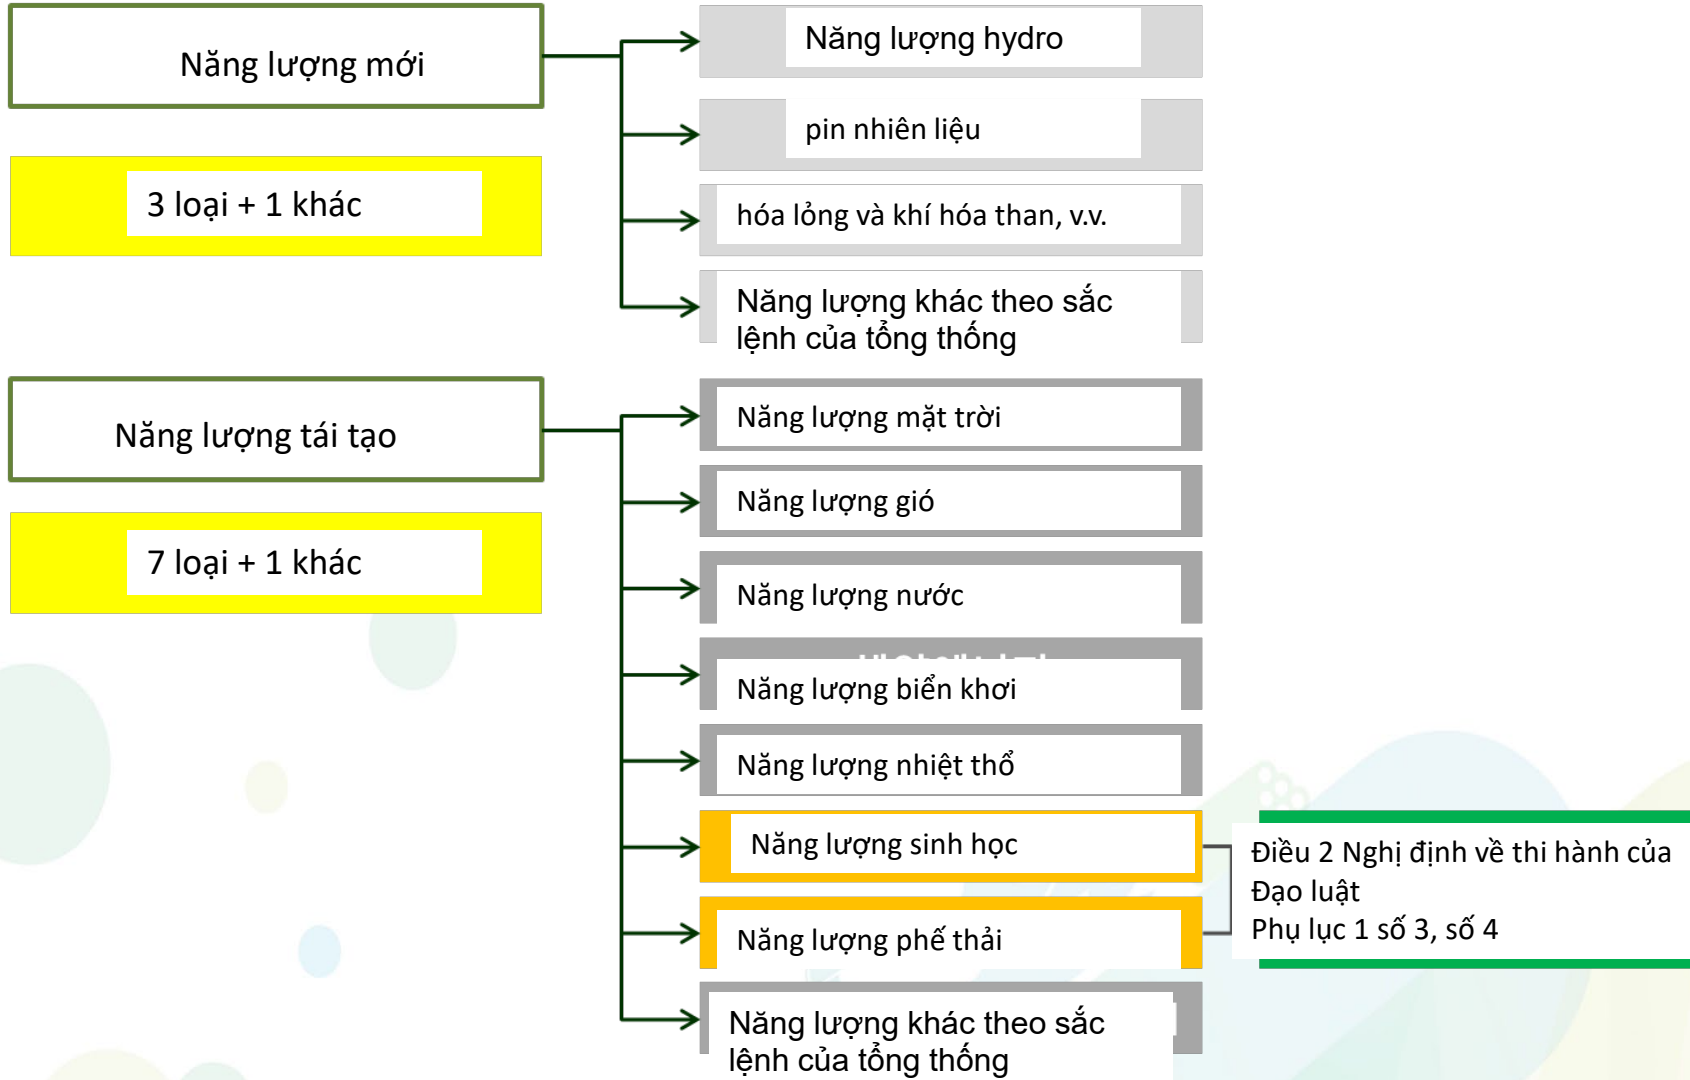 Năng lượng mới
3 loại + 1 khác
Năng lượng hydro
pin nhiên liệu
hóa lỏng và khí hóa than, v.v.
Năng lượng khác theo sắc
lệnh của tổng thống
Năng lượng tái tạo
7 loại + 1 khác
Năng lượng mặt trời
Năng lượng gió
Năng lượng nước
Năng lượng biển khơi
Năng lượng nhiệt thổ
Năng lượng sinh học
Năng lượng phế thải
Điều 2 Nghị định về thi hành của
Đạo luật
Phụ lục 1 số 3, số 4
Năng lượng khác theo sắc
lệnh của tổng thống